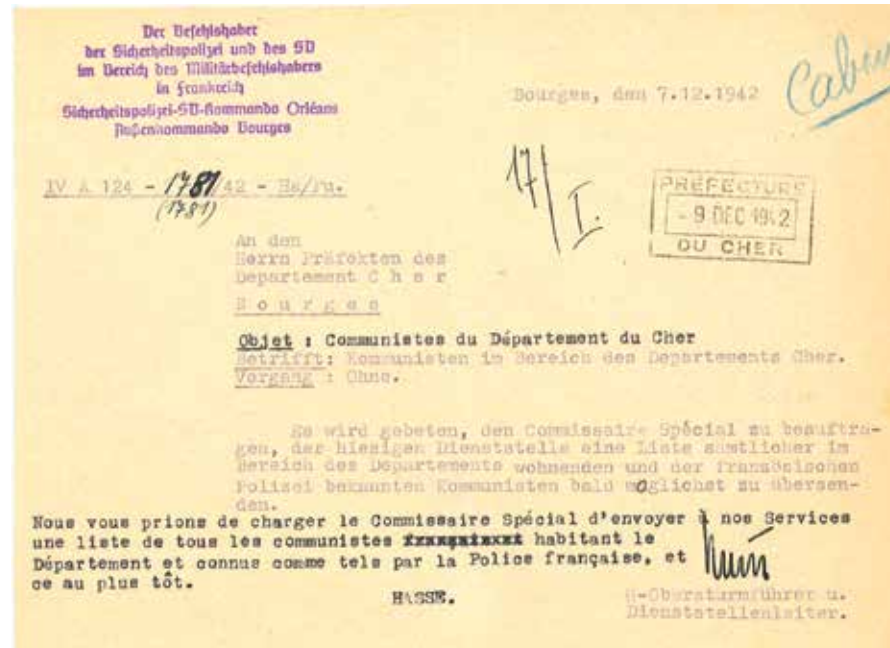 Der Befehlshaber
der Sicherheitspolizei und des SD
im Bereich des Militärbefehlshabers
in Frankreich
Sicherheitspolizei-SD-Kommando Orléans
Außenkommando Bourges
Bourges, den 7.12.1942
IV A 124 - 1781/42 - Hs/Fu.
(1781)
17/I.
PRÉFECTURE
- 9 DEC 1942
DU CHER
An den
Herrn Präfekten des
Departement C h e r
B o u r g e s
Objet : Communistes du Département du Cher
Betrifft: Kommunisten im Bereich des Departements Cher.
Vorgang : Ohne.
Es wird gebeten, den Commissaire Spécial zu beauftra-
gen, der hiesigen Dienststelle eine Liste sämtlicher im
Bereich des Departements wohnenden und der französischen
Polizei bekannten Kommunisten bald möglichst zu übersen-
den.
Nous vous prions de charger le Commissaire Spécial d'envoyer à nos Services
une liste de tous les communistes habitant le
Département et connus comme tels par la Police française, et
ce au plus tôt.
HASSE.
-Obersturmführer u.
Dienststellenleiter.